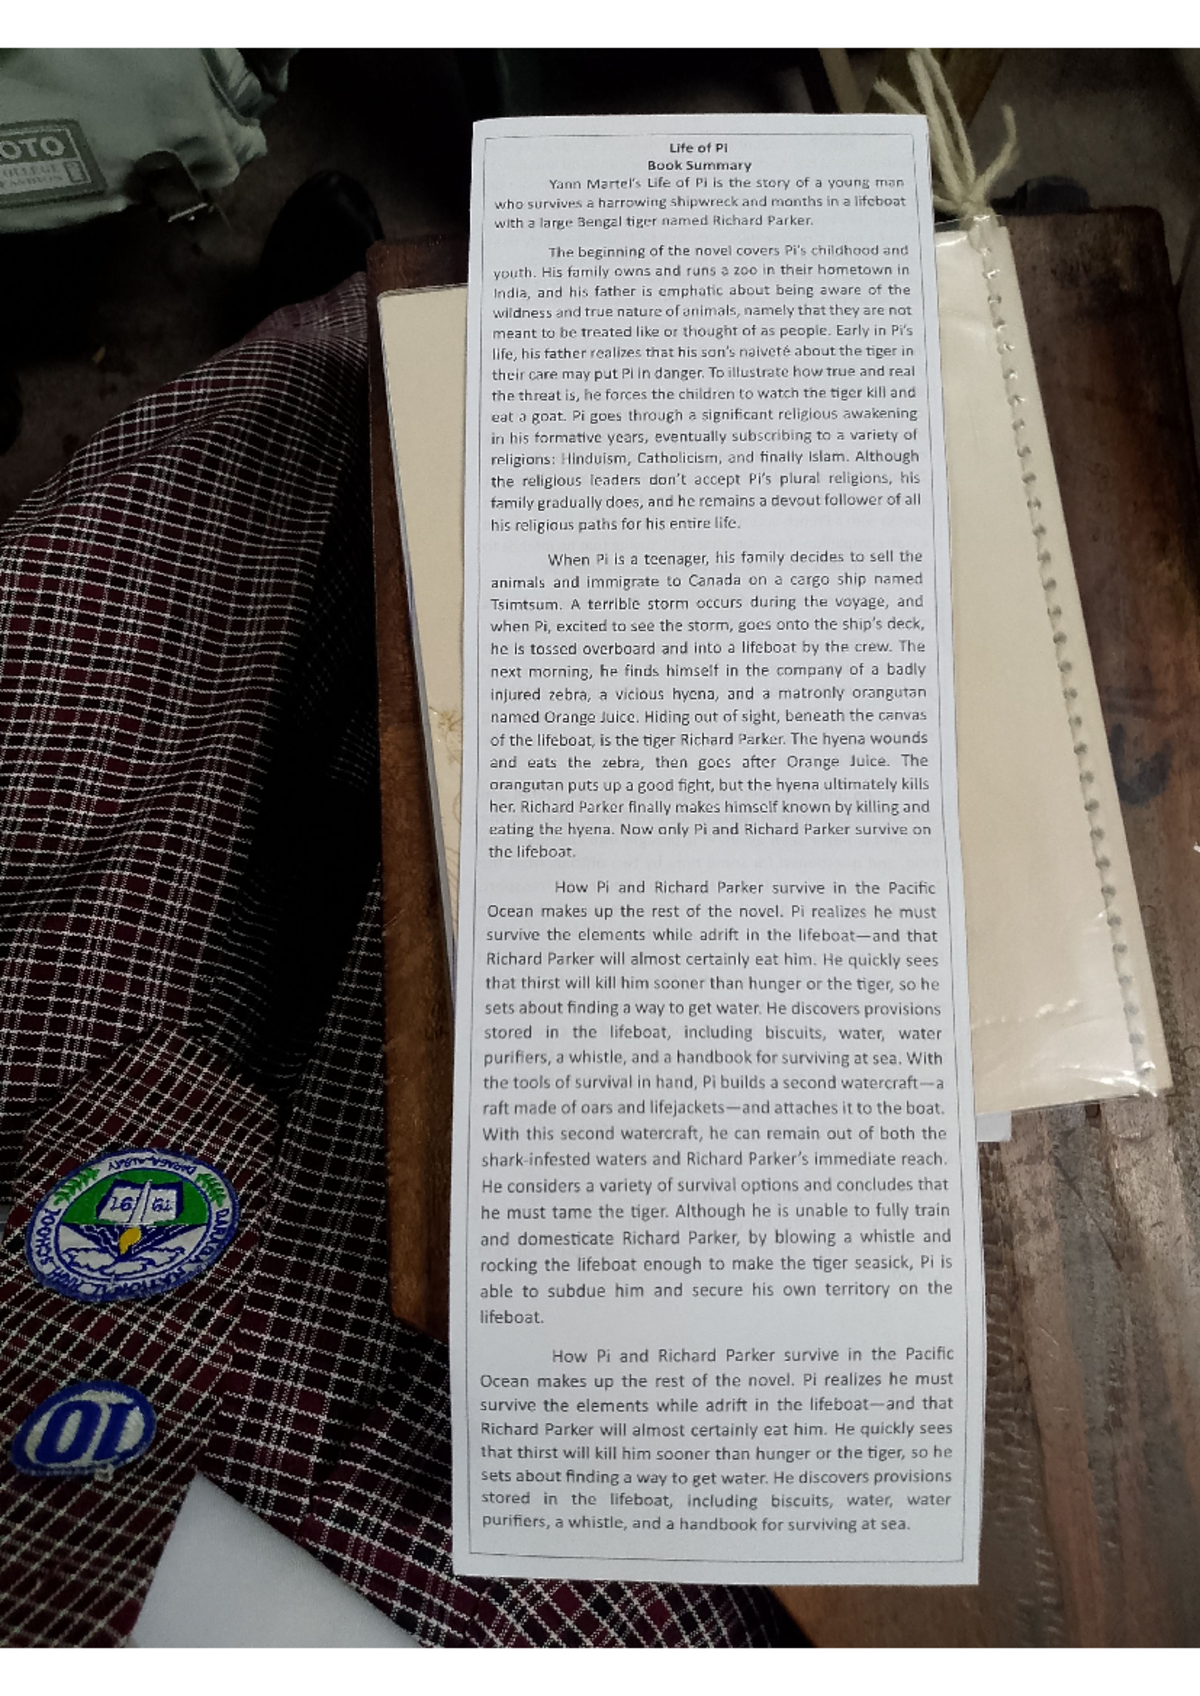 OTO
COLLEGE
FASHION
Life of Pi
Book Summary
Yann Martel's Life of Pi is the story of a young man
who survives a harrowing shipwreck and months in a lifeboat
with a large Bengal tiger named Richard Parker.
The beginning of the novel covers Pi's childhood and
youth. His family owns and runs a zoo in their hometown in
India, and his father is emphatic about being aware of the
wildness and true nature of animals, namely that they are not
meant to be treated like or thought of as people. Early in Pi's
life, his father realizes that his son's naiveté about the tiger in
their care may put Pi in danger. To illustrate how true and real
the threat is, he forces the children to watch the tiger kill and
eat a goat. Pi goes through a significant religious awakening
in his formative years, eventually subscribing to a variety of
religions: Hinduism, Catholicism, and finally Islam. Although
the religious leaders don't accept Pi's plural religions, his
family gradually does, and he remains a devout follower of all
his religious paths for his entire life.
When Pi is a teenager, his family decides to sell the
animals and immigrate to Canada on a cargo ship named
Tsimtsum. A terrible storm occurs during the voyage, and
when Pi, excited to see the storm, goes onto the ship's deck,
he is tossed overboard and into a lifeboat by the crew. The
next morning, he finds himself in the company of a badly
injured zebra, a vicious hyena, and a matronly orangutan
named Orange Juice. Hiding out of sight, beneath the canvas
of the lifeboat, is the tiger Richard Parker. The hyena wounds
and eats the zebra, then goes after Orange Juice. The
orangutan puts up a good fight, but the hyena ultimately kills
her. Richard Parker finally makes himself known by killing and
eating the hyena. Now only Pi and Richard Parker survive on
the lifeboat.
How Pi and Richard Parker survive in the Pacific
Ocean makes up the rest of the novel. Pi realizes he must
survive the elements while adrift in the lifeboat—and that
Richard Parker will almost certainly eat him. He quickly sees
that thirst will kill him sooner than hunger or the tiger, so he
sets about finding a way to get water. He discovers provisions
stored in the lifeboat, including biscuits, water, water
purifiers, a whistle, and a handbook for surviving at sea. With
the tools of survival in hand, Pi builds a second watercraft—a
raft made of oars and lifejackets—and attaches it to the boat.
With this second watercraft, he can remain out of both the
shark-infested waters and Richard Parker's immediate reach.
He considers a variety of survival options and concludes that
he must tame the tiger. Although he is unable to fully train
and domesticate Richard Parker, by blowing a whistle and
rocking the lifeboat enough to make the tiger seasick, Pi is
able to subdue him and secure his own territory on the
lifeboat.
How Pi and Richard Parker survive in the Pacific
Ocean makes up the rest of the novel. Pi realizes he must
survive the elements while adrift in the lifeboat—and that
Richard Parker will almost certainly eat him. He quickly sees
that thirst will kill him sooner than hunger or the tiger, so he
sets about finding a way to get water. He discovers provisions
stored in the lifeboat, including biscuits, water, water
purifiers, a whistle, and a handbook for surviving at sea.
DARAGA NATIONAL HIGH SCHOOL
DARAGA, ALBAY
19 91
10